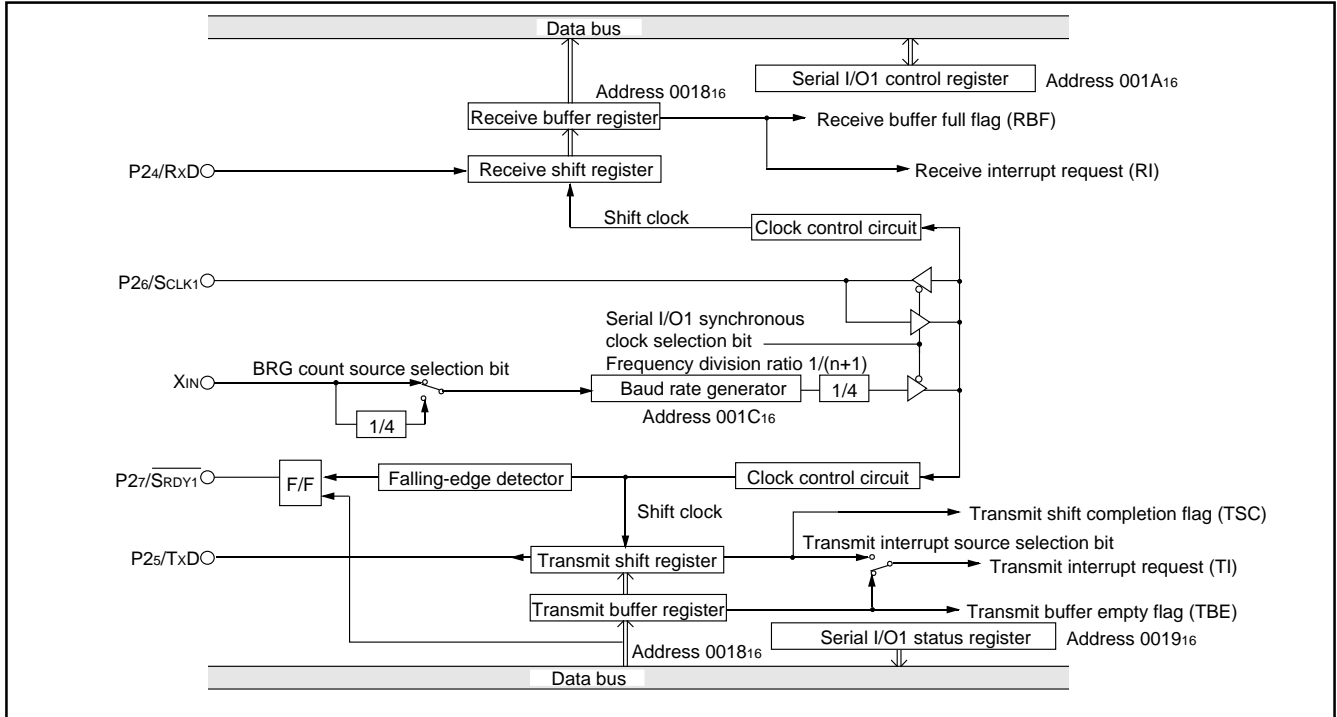 Data bus
Serial I/O1 control register
Address 001A16
Address 001816
Receive buffer register
Receive buffer full flag (RBF)
P24/RxD
Receive shift register
Receive interrupt request (RI)
Shift clock
Clock control circuit
P26/SCLK1
Serial I/O1 synchronous
clock selection bit
BRG count source selection bit
Frequency division ratio 1/(n+1)
XIN
Baud rate generator
1/4
1/4
Address 001C16
P27/SRDY1
F/F
Falling-edge detector
Clock control circuit
Shift clock
Transmit shift completion flag (TSC)
P25/TxD
Transmit shift register
Transmit interrupt source selection bit
Transmit interrupt request (TI)
Transmit buffer register
Transmit buffer empty flag (TBE)
Address 001816
Serial I/O1 status register
Address 001916
Data bus